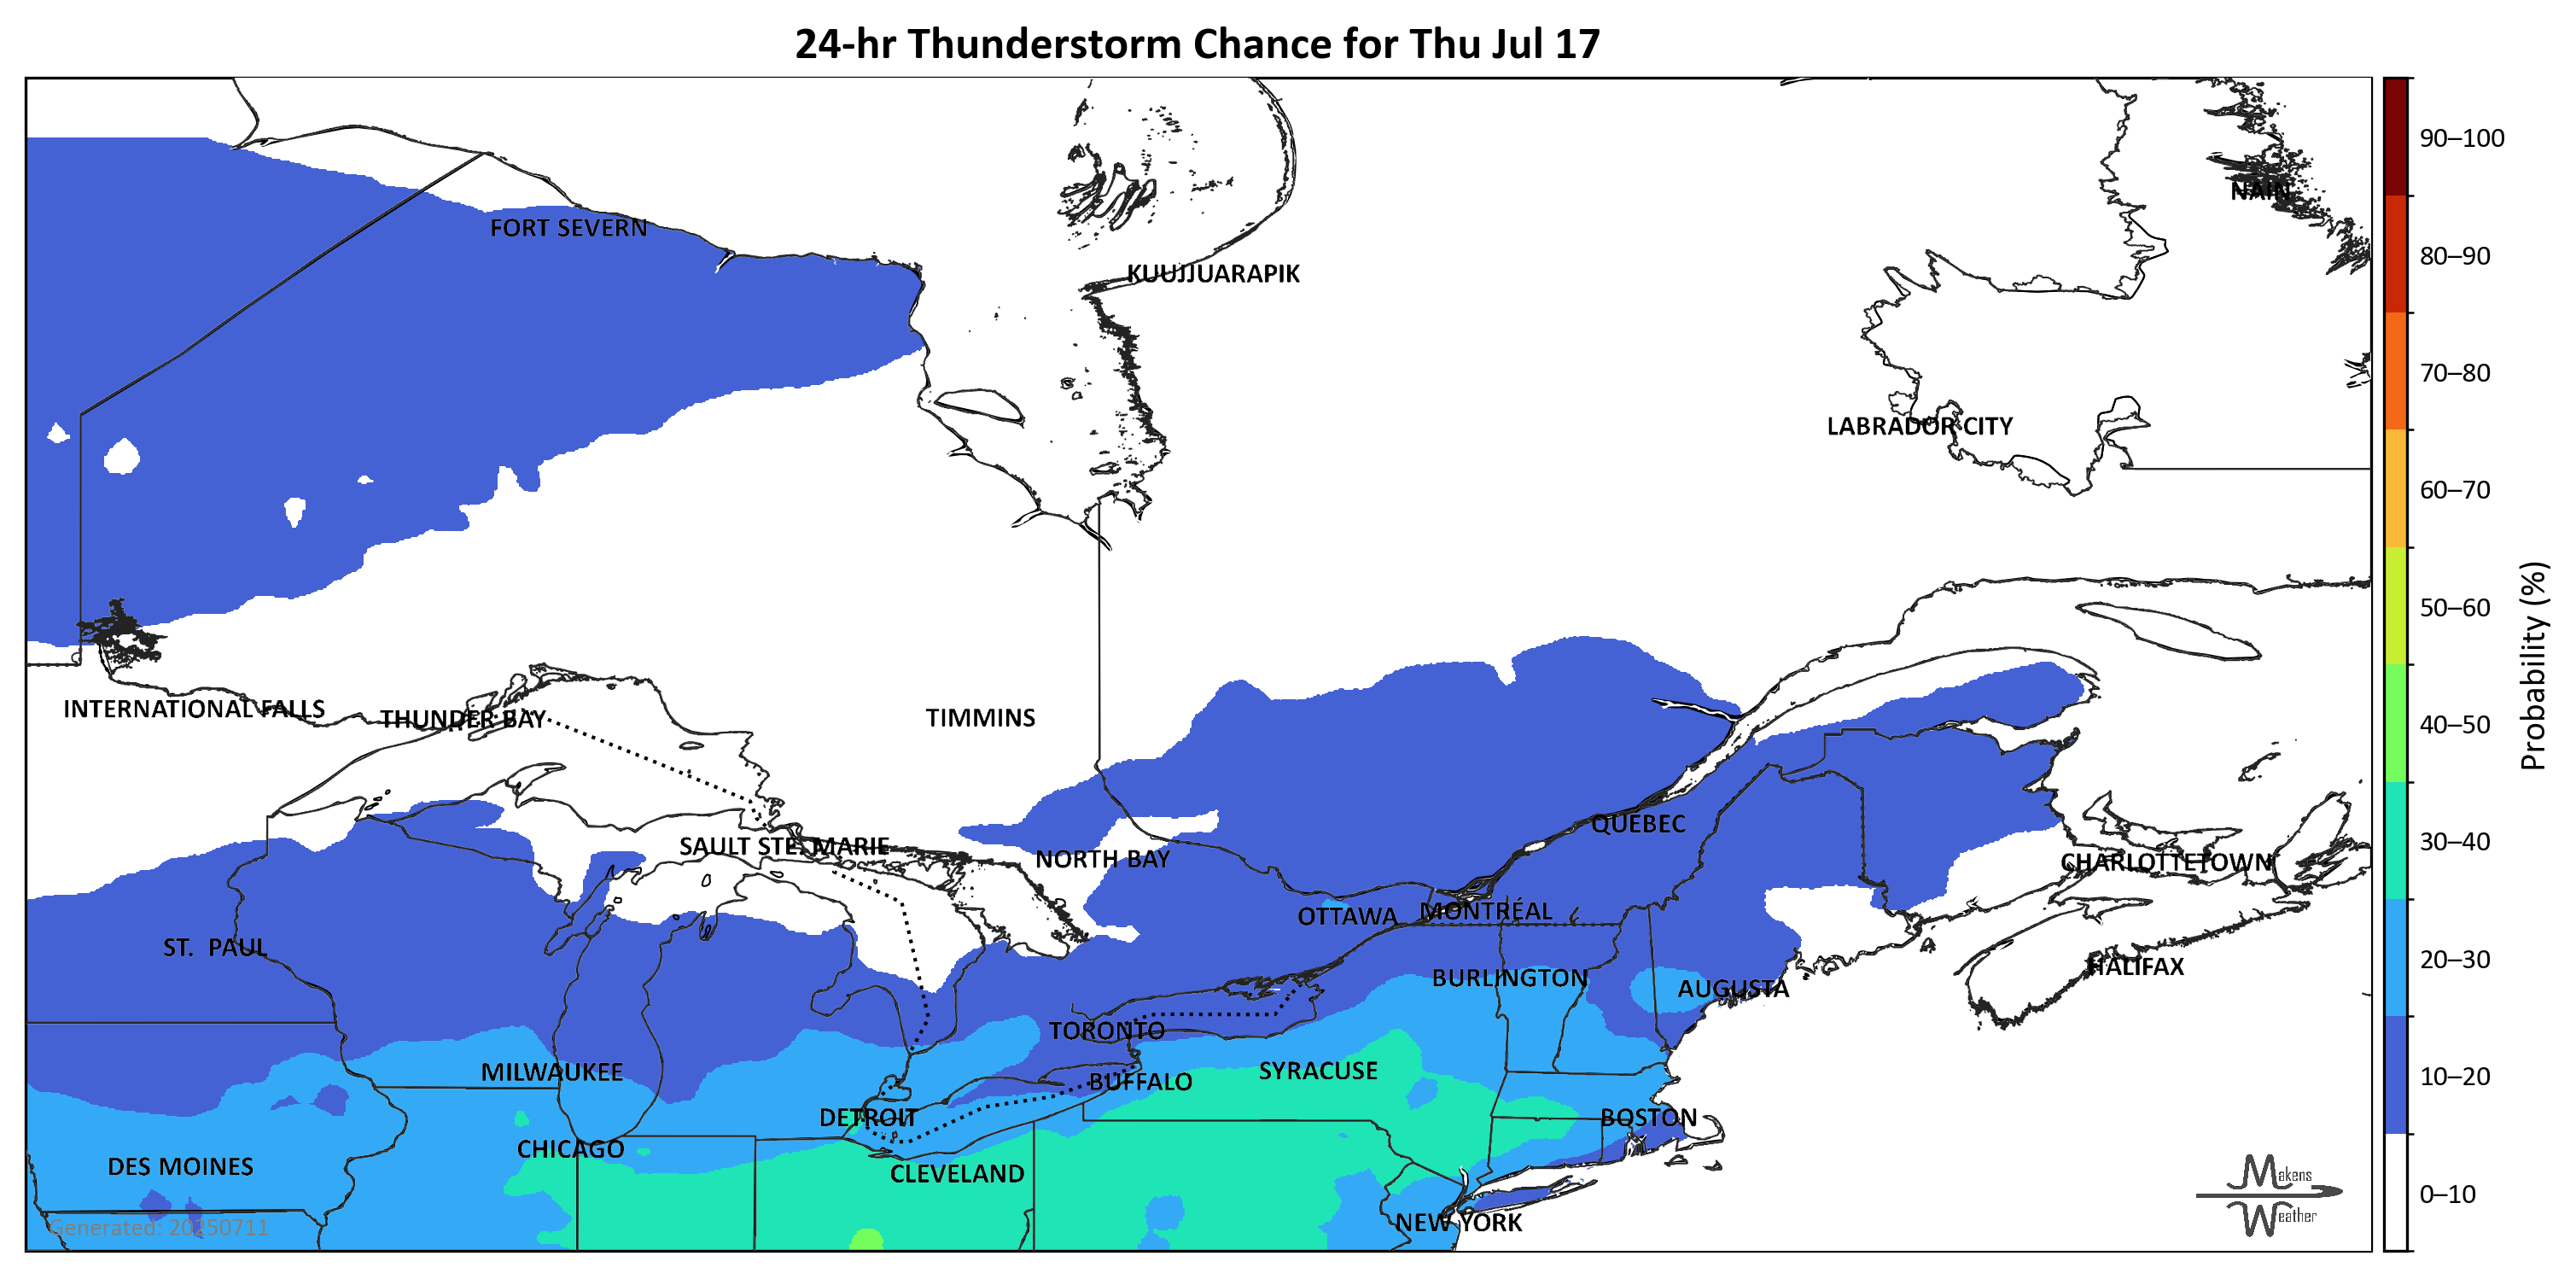 24-hr Thunderstorm Chance for Thu Jul 17
90–100
NAIN
FORT SEVERN
80–90
KUUJJUARAPIK
70–80
LABRADOR CITY
60–70
50–60
Probability (%)
INTERNATIONAL FALLS
THUNDER BAY
TIMMINS
40–50
QUEBEC
SAULT STE. MARIE
NORTH BAY
CHARLOTTETOWN
30–40
OTTAWA
MONTRÉAL
ST. PAUL
HALIFAX
20–30
BURLINGTON
AUGUSTA
TORONTO
MILWAUKEE
SYRACUSE
BUFFALO
10–20
DETROIT
BOSTON
CHICAGO
DES MOINES
CLEVELAND
Makens
Weather
0–10
NEW YORK
Generated: 20250711